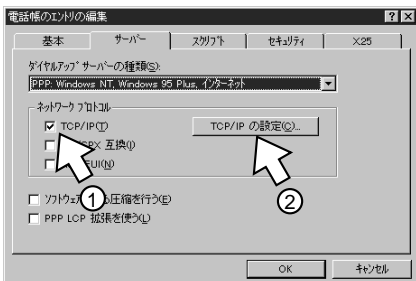 電話帳のエントリの編集
基本 サーバー スクリプト セキュリティ X25
ダイヤルアップ サーバーの種類(S):
PPP: Windows NT, Windows 95 Plus, インターネット
ネットワーク プロトコル
TCP/IP(T)
TCP/IP の設定(C)...
互換(I)
UI(N)
① ②
ソフトウェア 圧縮を行う(E)
PPP LCP 拡張を使う(L)
OK キャンセル